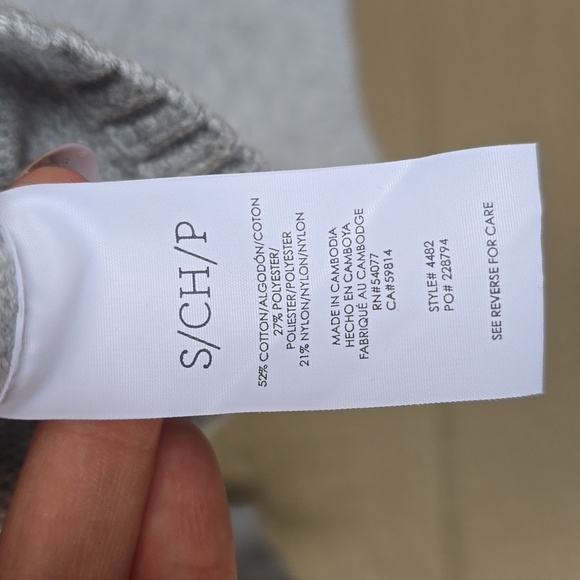 S/CH/P
52% COTTON/ALGODÓN/COTON
27% POLYESTER/
POLIESTER/POLYESTER
21% NYLON/NYLON/NYLON
MADE IN CAMBODIA
HECHO EN CAMBOYA
FABRIQUÉ AU CAMBODGE
RN#54077
CA#59814
STYLE# 4482
PO# 228794
SEE REVERSE FOR CARE